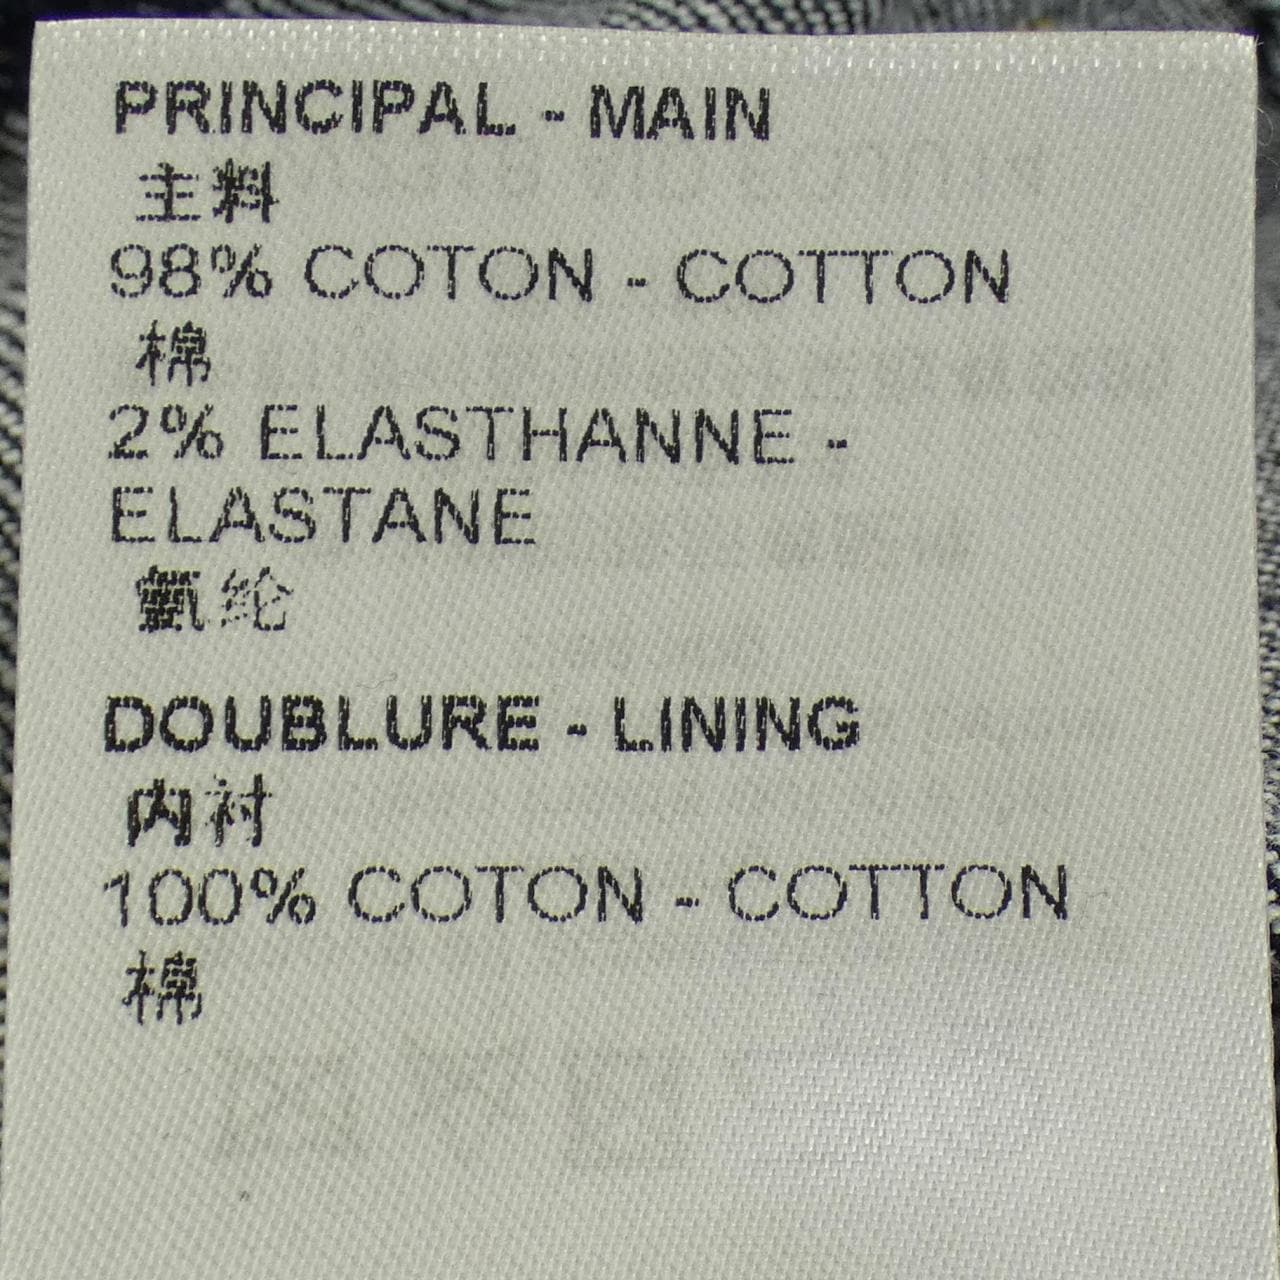 PRINCIPAL - MAIN
主料
98% COTON - COTTON
棉
2% ELASTHANNE -
ELASTANE
氨纶
DOUBLURE - LINING
内衬
100% COTON - COTTON
棉